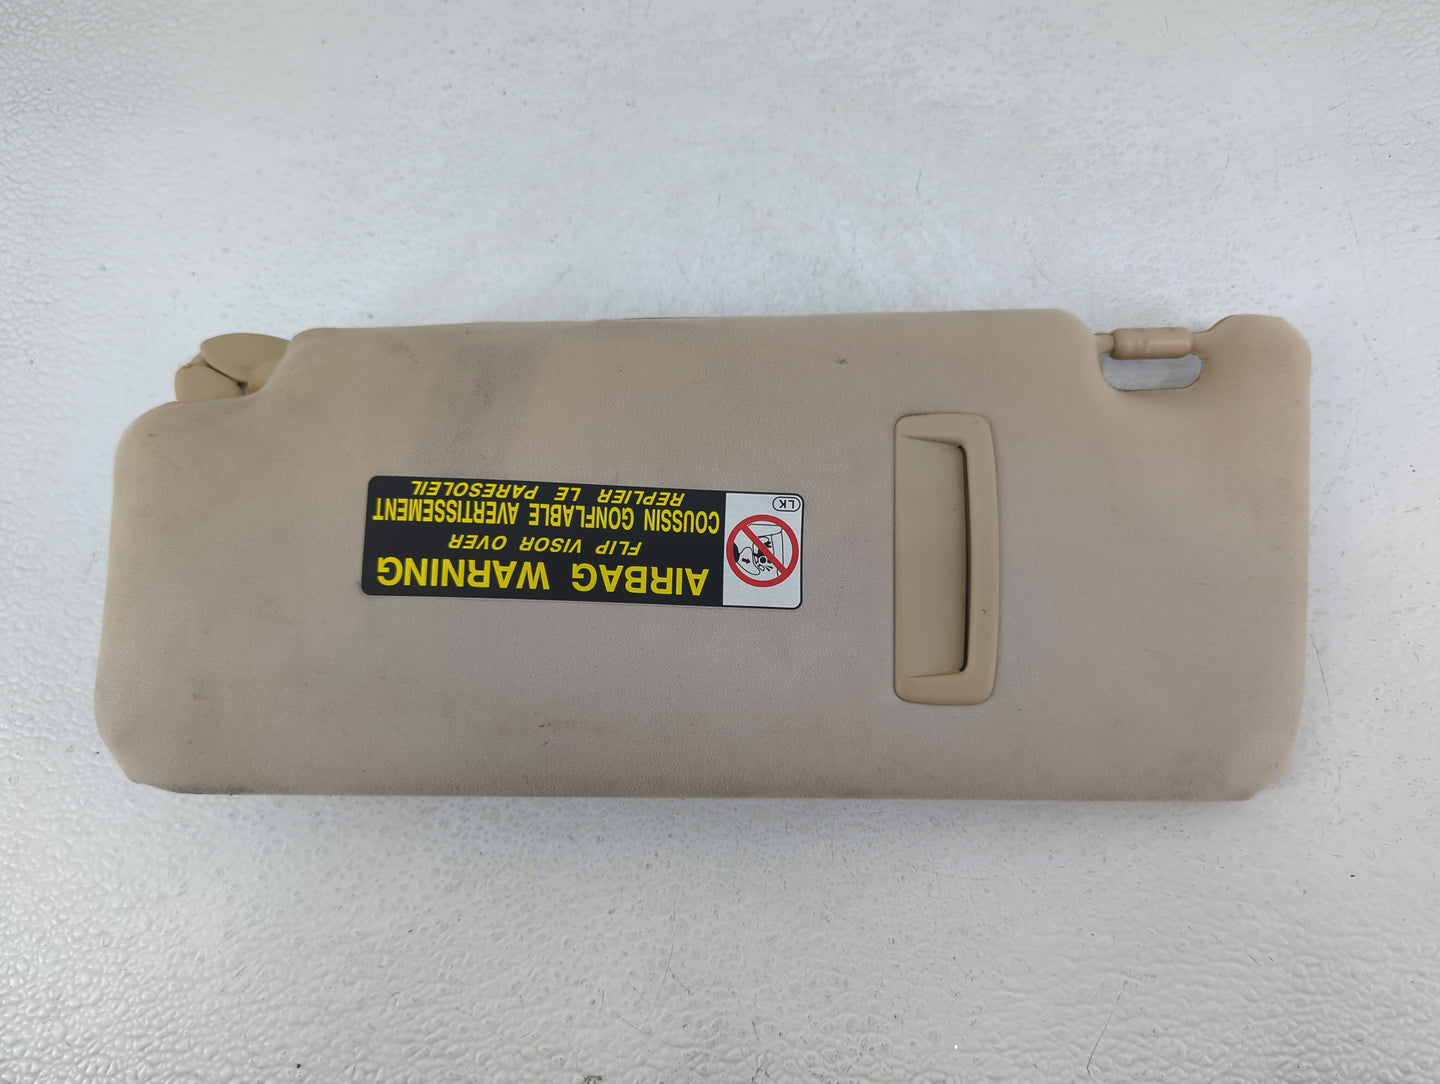 AIRBAG WARNING
FLIP VISOR OVER
COUSSIN GONFLABLE AVERTISSEMENT
REPLIER LE PARESOLEIL
LK